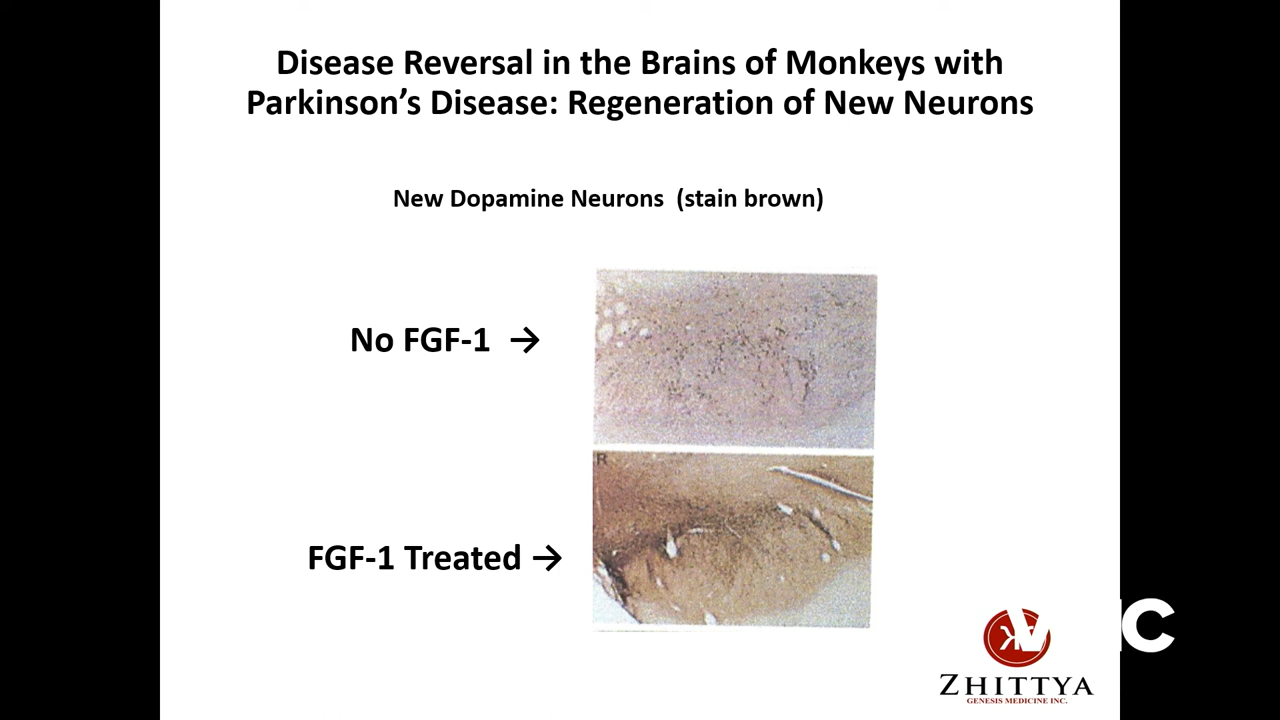 Disease Reversal in the Brains of Monkeys with
Parkinson’s Disease: Regeneration of New Neurons
New Dopamine Neurons (stain brown)
No FGF-1 →
R
FGF-1 Treated →
ZHITTYA
GENESIS MEDICINE INC.